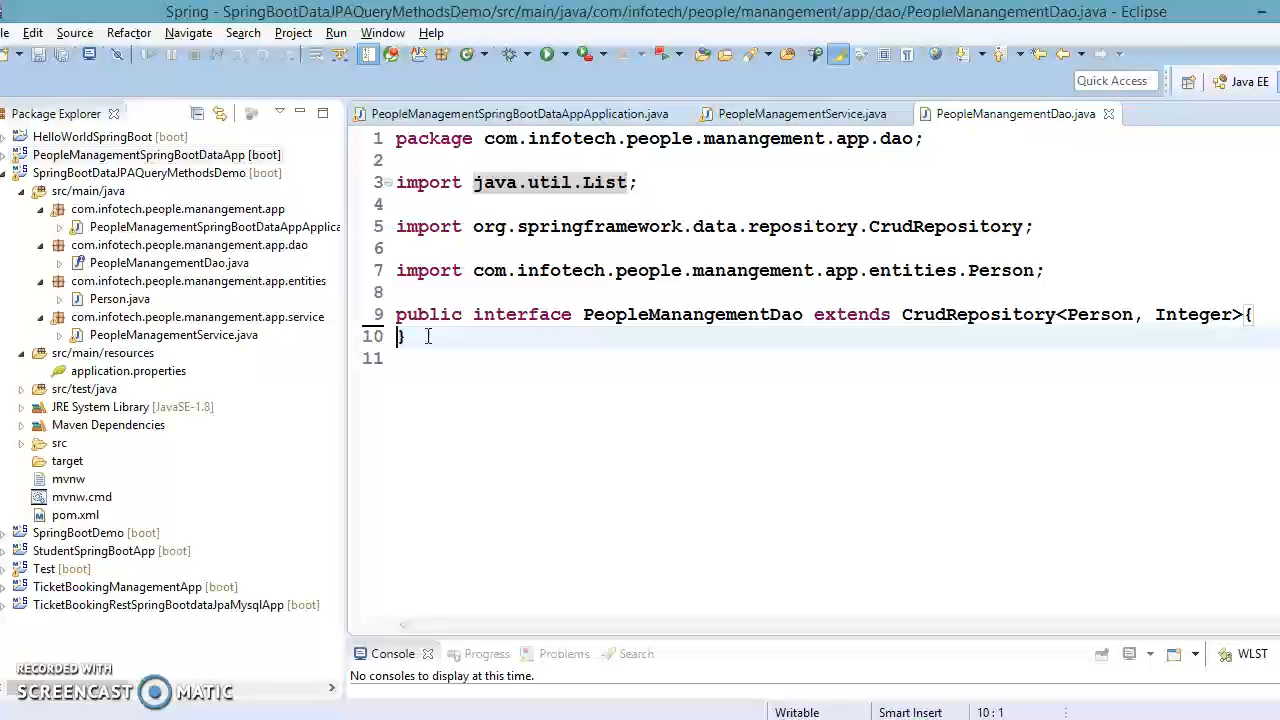 Spring - SpringBootDataJPAQueryMethodsDemo/src/main/java/com/infotech/people/manangement/app/dao/PeopleManangementDao.java - Eclipse
Edit Source Refactor Navigate Search Project Run Window Help
Quick Access Java EE
Package Explorer
HelloWorldSpringBoot [boot]
PeopleManagementSpringBootDataApp [boot]
SpringBootDataJPAQueryMethodsDemo [boot]
src/main/java
com.infotech.people.manangement.app
PeopleManagementSpringBootDataAppApplica
com.infotech.people.manangement.app.dao
PeopleManangementDao.java
com.infotech.people.manangement.app.entities
Person.java
com.infotech.people.manangement.app.service
PeopleManagementService.java
src/main/resources
application.properties
src/test/java
JRE System Library [JavaSE-1.8]
Maven Dependencies
src
target
mvnw
mvnw.cmd
pom.xml
SpringBootDemo [boot]
StudentSpringBootApp [boot]
Test [boot]
TicketBookingManagementApp [boot]
TicketBookingRestSpringBootdataJpaMysqlApp [boot]
PeopleManagementSpringBootDataAppApplication.java PeopleManagementService.java PeopleManangementDao.java
1 package com.infotech.people.manangement.app.dao;
2
3 import java.util.List;
4
5 import org.springframework.data.repository.CrudRepository;
6
7 import com.infotech.people.manangement.app.entities.Person;
8
9 public interface PeopleManangementDao extends CrudRepository<Person, Integer>{
10 }
11
Console Progress Problems Search WLST
No consoles to display at this time.
Writable Smart Insert 10 : 1
RECORDED WITH
SCREENCAST MATIC